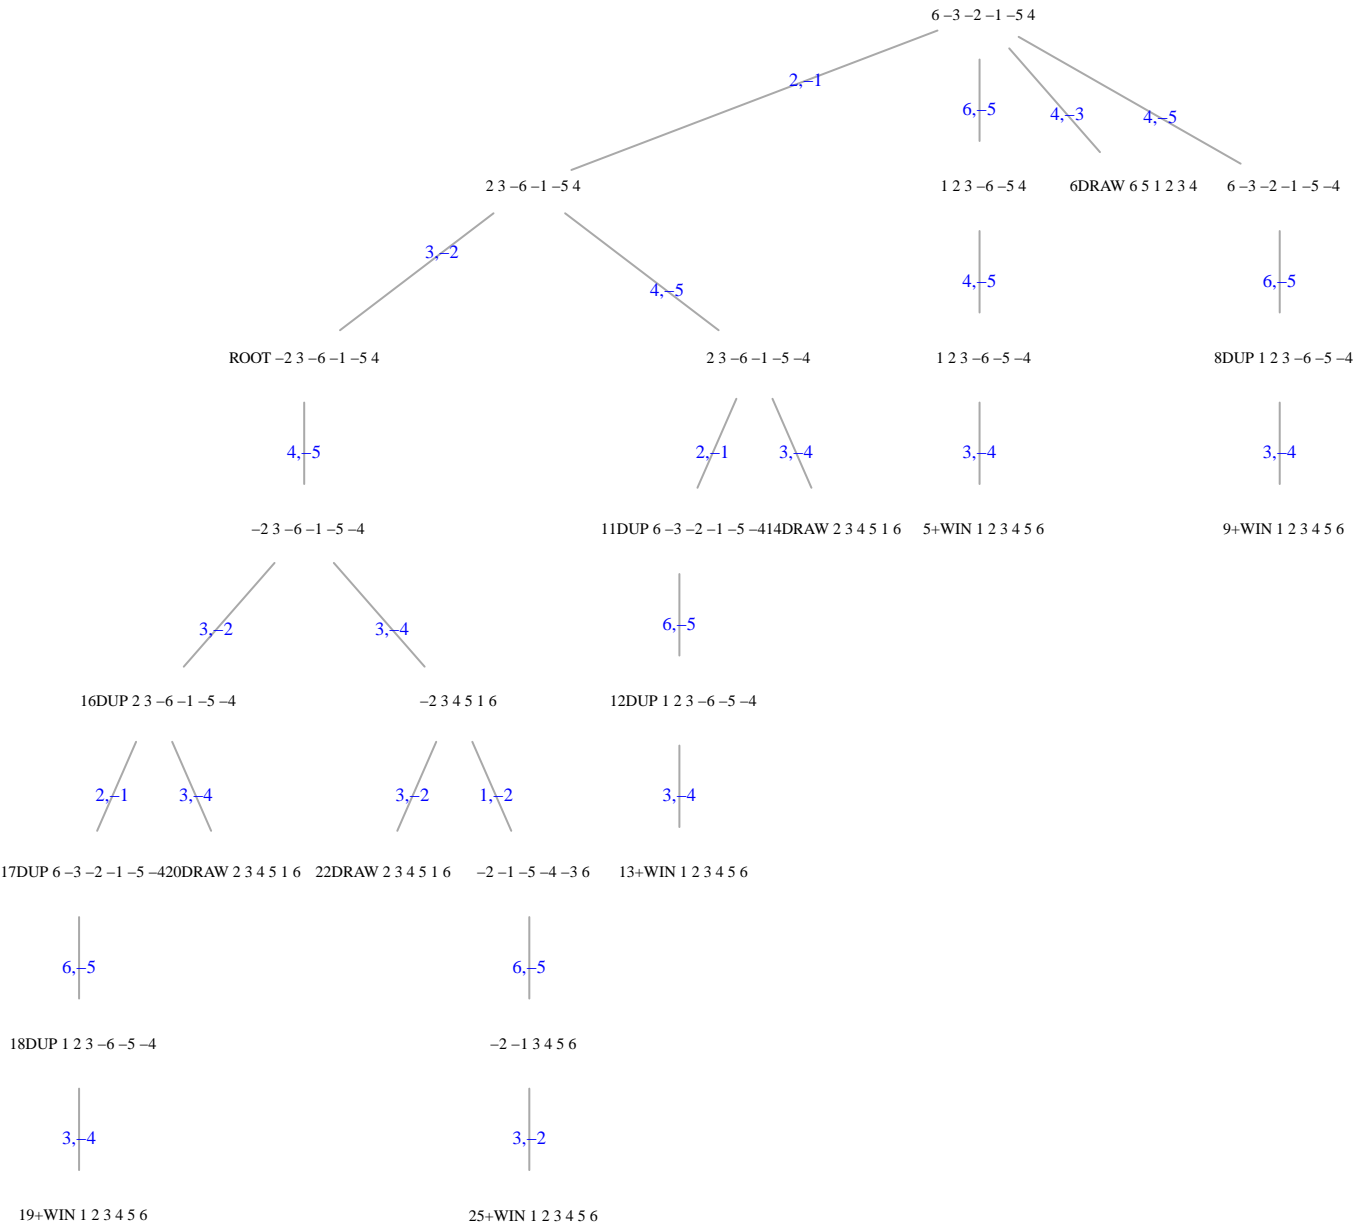 6 −3 −2 −1 −5 4
2,−1
6,−5
4,−3
4,−5
2 3 −6 −1 −5 4
1 2 3 −6 −5 4
6DRAW 6 5 1 2 3 4
6 −3 −2 −1 −5 −4
3,−2
4,−5
4,−5
6,−5
ROOT −2 3 −6 −1 −5 4
2 3 −6 −1 −5 −4
1 2 3 −6 −5 −4
8DUP 1 2 3 −6 −5 −4
4,−5
2,−1
3,−4
3,−4
3,−4
−2 3 −6 −1 −5 −4
11DUP 6 −3 −2 −1 −5 −414DRAW 2 3 4 5 1 6
5+WIN 1 2 3 4 5 6
9+WIN 1 2 3 4 5 6
3,−2
3,−4
6,−5
16DUP 2 3 −6 −1 −5 −4
−2 3 4 5 1 6
12DUP 1 2 3 −6 −5 −4
2,−1
3,−4
3,−2
1,−2
3,−4
17DUP 6 −3 −2 −1 −5 −420DRAW 2 3 4 5 1 6
22DRAW 2 3 4 5 1 6
−2 −1 −5 −4 −3 6
13+WIN 1 2 3 4 5 6
6,−5
6,−5
18DUP 1 2 3 −6 −5 −4
−2 −1 3 4 5 6
3,−4
3,−2
19+WIN 1 2 3 4 5 6
25+WIN 1 2 3 4 5 6